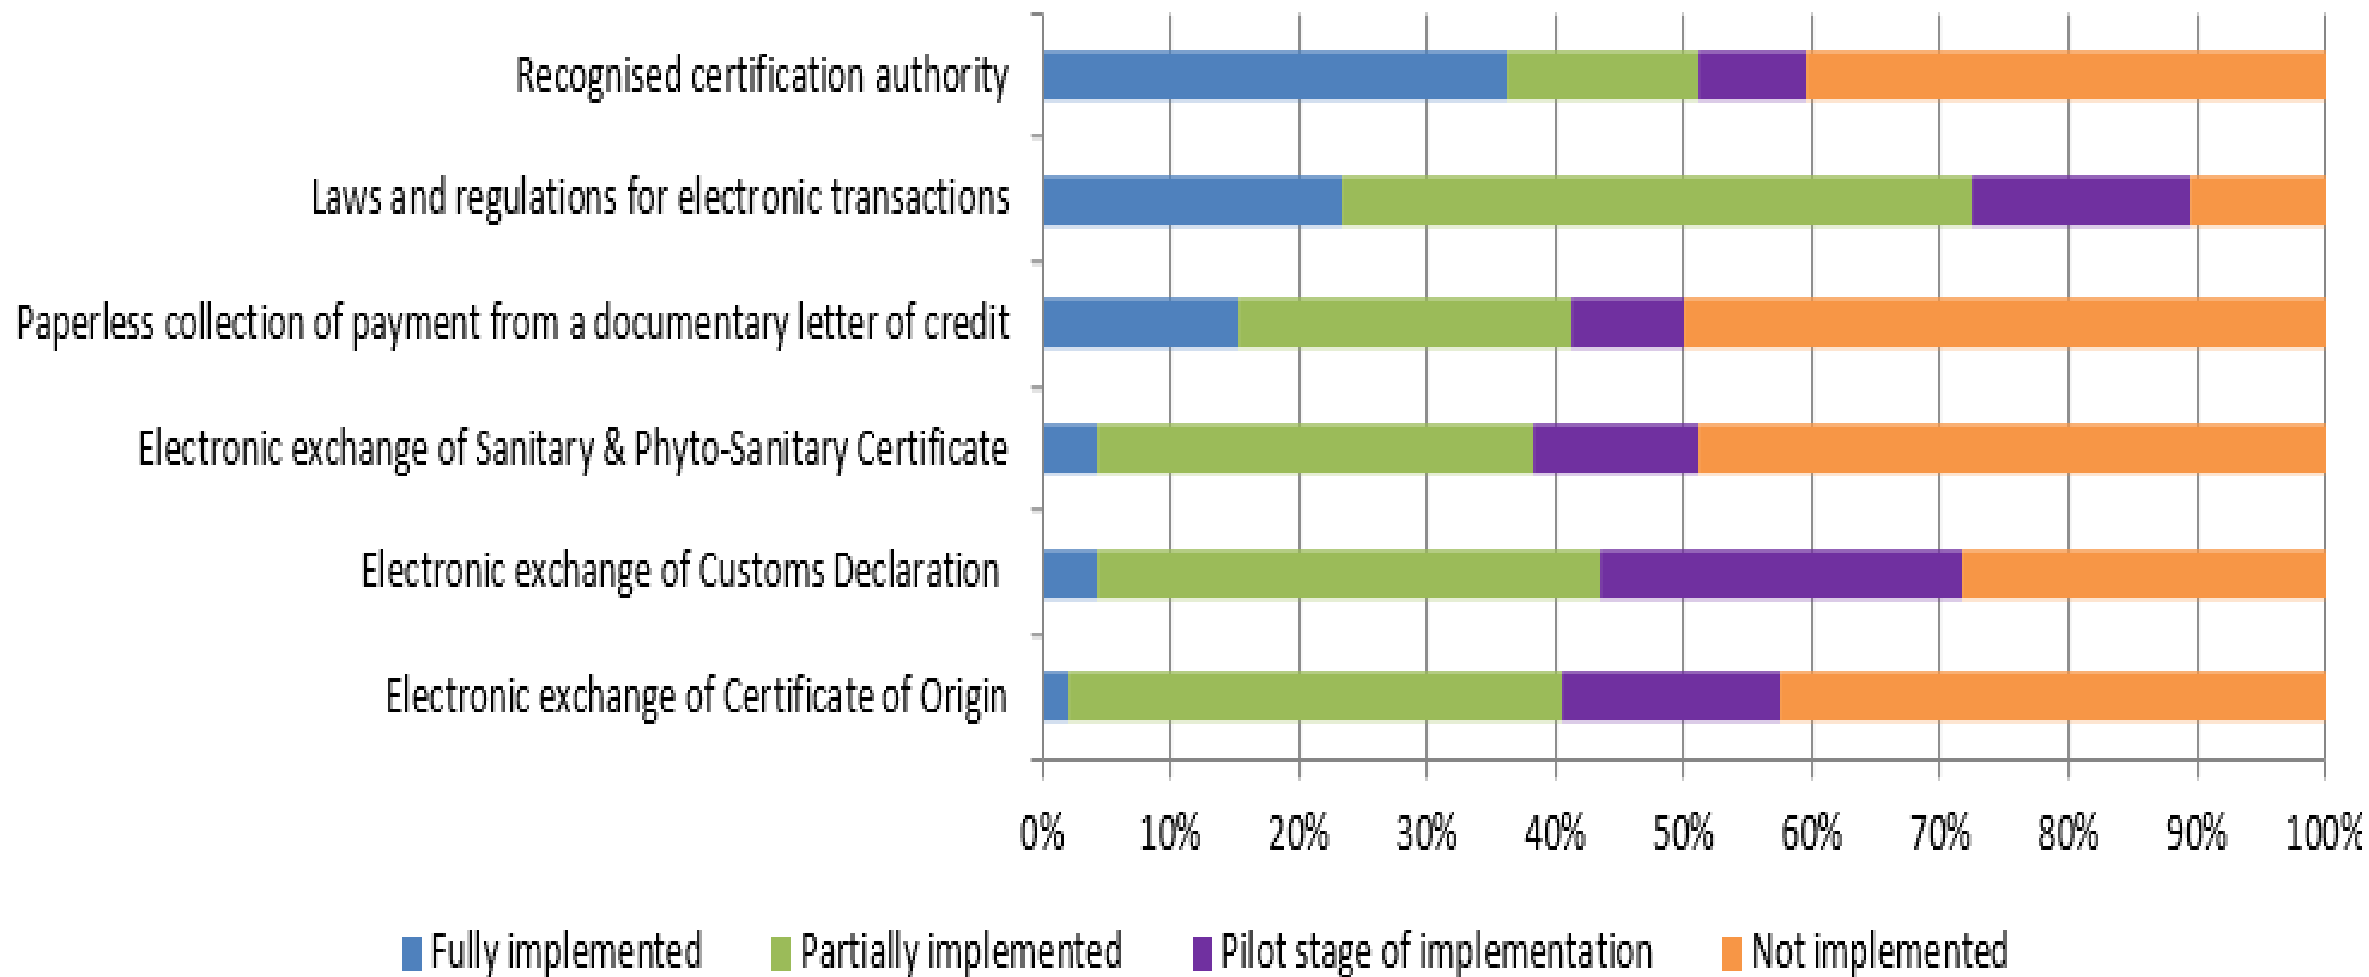 Recognised certification authority
Laws and regulations for electronic transactions
Paperless collection of payment from a documentary letter of credit
Electronic exchange of Sanitary & Phyto-Sanitary Certificate
Electronic exchange of Customs Declaration
Electronic exchange of Certificate of Origin
0% 10% 20% 30% 40% 50% 60% 70% 80% 90% 100%
Fully implemented Partially implemented Pilot stage of implementation Not implemented